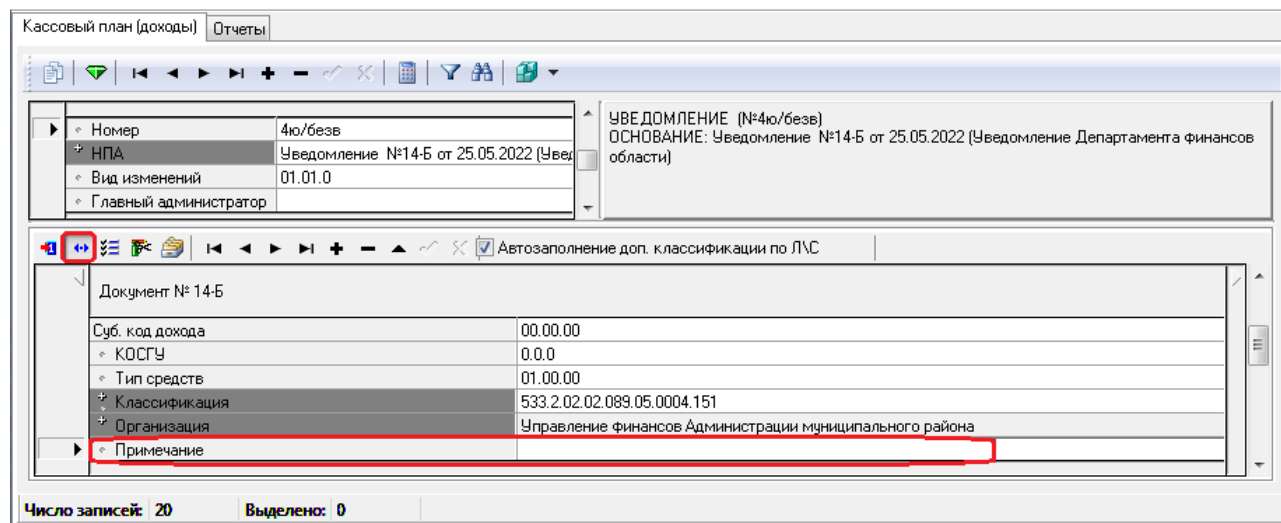 Кассовый план (доходы) Отчеты
Номер 4ю/безв
НПА Уведомление №14-Б от 25.05.2022 (Увед
Вид изменений 01.01.0
Главный администратор
УВЕДОМЛЕНИЕ (№4ю/безв)
ОСНОВАНИЕ: Уведомление №14-Б от 25.05.2022 (Уведомление Департамента финансов
области)
Автозаполнение доп. классификации по Л\С
Документ № 14-Б
Суб. код дохода 00.00.00
КОСГУ 0.0.0
Тип средств 01.00.00
Классификация 533.2.02.02.089.05.0004.151
Организация Управление финансов Администрации муниципального района
Примечание
Число записей: 20 Выделено: 0